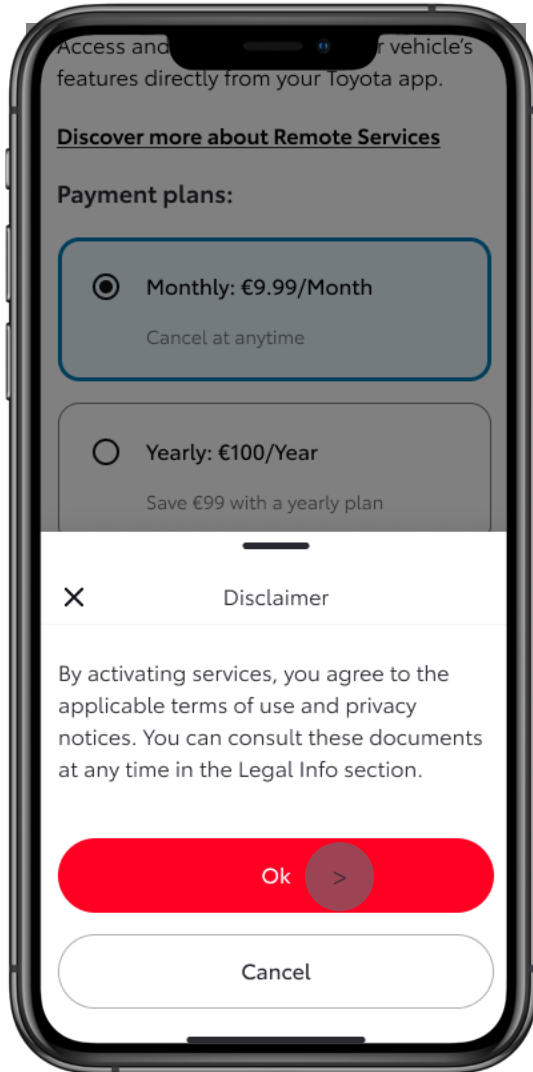 Access and r vehicle's
features directly from your Toyota app.
Discover more about Remote Services
Payment plans:
Monthly: €9.99/Month
Cancel at anytime
Yearly: €100/Year
Save €99 with a yearly plan
Disclaimer
By activating services, you agree to the
applicable terms of use and privacy
notices. You can consult these documents
at any time in the Legal Info section.
Ok >
Cancel